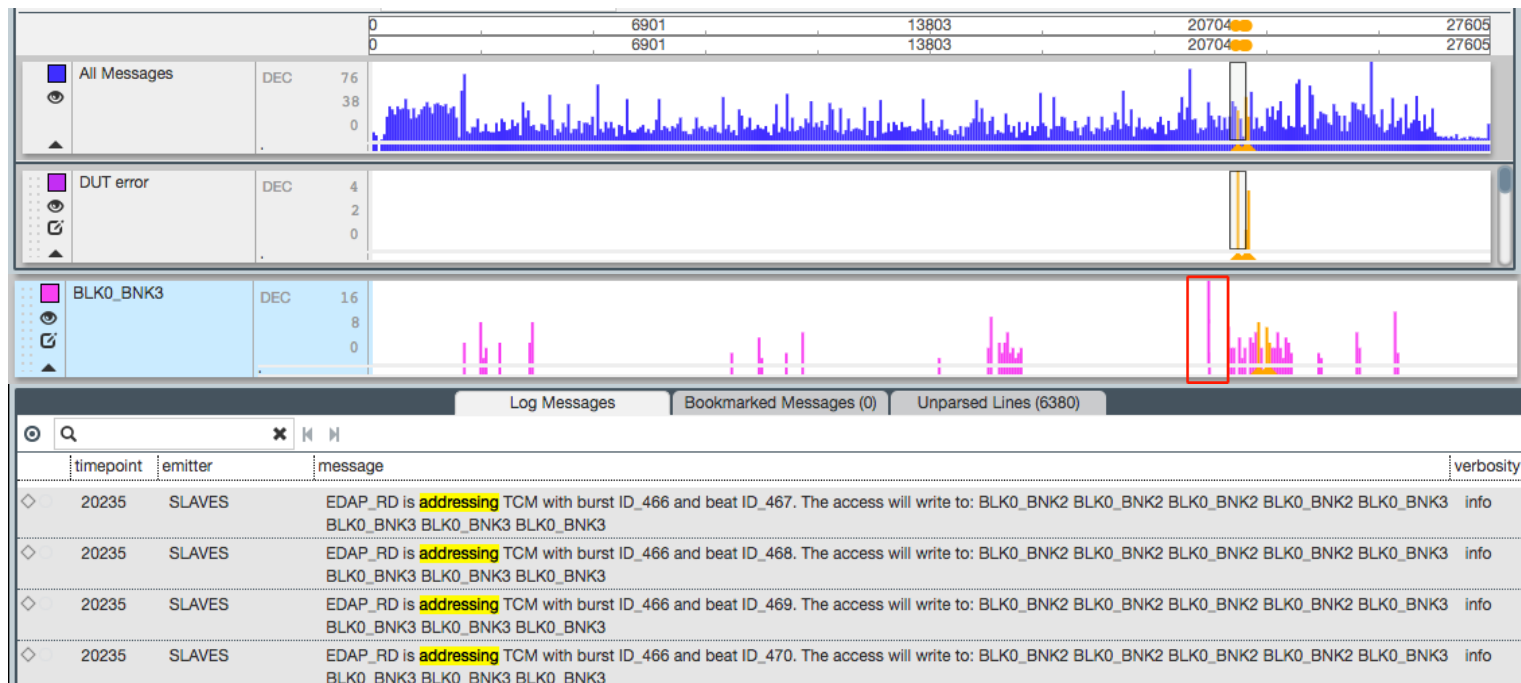 0 6901 13803 20704 27605
0 6901 13803 20704 27605
All Messages DEC 76
38
0
DUT error DEC 4
2
0
BLK0_BNK3 DEC 16
8
0
Log Messages Bookmarked Messages (0) Unparsed Lines (6380)
timepoint emitter message verbosity
20235 SLAVES EDAP_RD is addressing TCM with burst ID_466 and beat ID_467. The access will write to: BLK0_BNK2 BLK0_BNK2 BLK0_BNK2 BLK0_BNK2 BLK0_BNK3 info
BLK0_BNK3 BLK0_BNK3 BLK0_BNK3
20235 SLAVES EDAP_RD is addressing TCM with burst ID_466 and beat ID_468. The access will write to: BLK0_BNK2 BLK0_BNK2 BLK0_BNK2 BLK0_BNK2 BLK0_BNK3 info
BLK0_BNK3 BLK0_BNK3 BLK0_BNK3
20235 SLAVES EDAP_RD is addressing TCM with burst ID_466 and beat ID_469. The access will write to: BLK0_BNK2 BLK0_BNK2 BLK0_BNK2 BLK0_BNK2 BLK0_BNK3 info
BLK0_BNK3 BLK0_BNK3 BLK0_BNK3
20235 SLAVES EDAP_RD is addressing TCM with burst ID_466 and beat ID_470. The access will write to: BLK0_BNK2 BLK0_BNK2 BLK0_BNK2 BLK0_BNK2 BLK0_BNK3 info
BLK0_BNK3 BLK0_BNK3 BLK0_BNK3